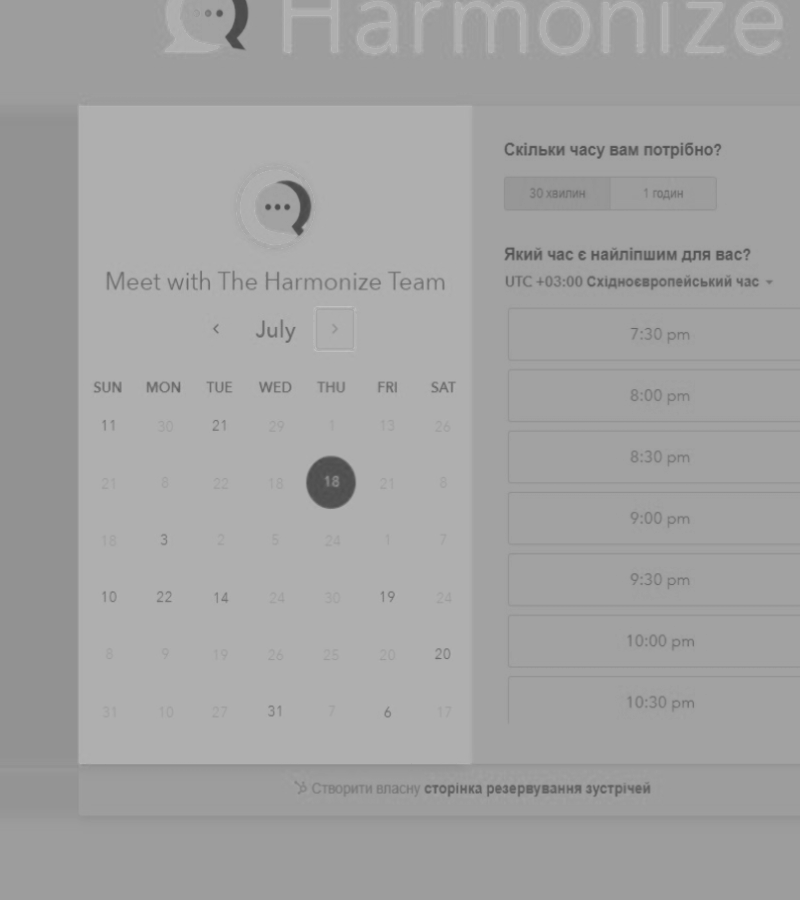 Harmonize
Meet with The Harmonize Team
July
SUN MON TUE WED THU FRI SAT
11 30 21 29 1 13 26
21 8 22 18 18 21 8
18 3 2 5 24 1 7
10 22 14 24 30 19 24
8 9 19 26 25 20 20
31 10 27 31 7 6 17
Скільки часу вам потрібно?
30 хвилин 1 годин
Який час є найліпшим для вас?
UTC +03:00 Східноєвропейський час
7:30 pm
8:00 pm
8:30 pm
9:00 pm
9:30 pm
10:00 pm
10:30 pm
Створити власну сторінка резервування зустрічей